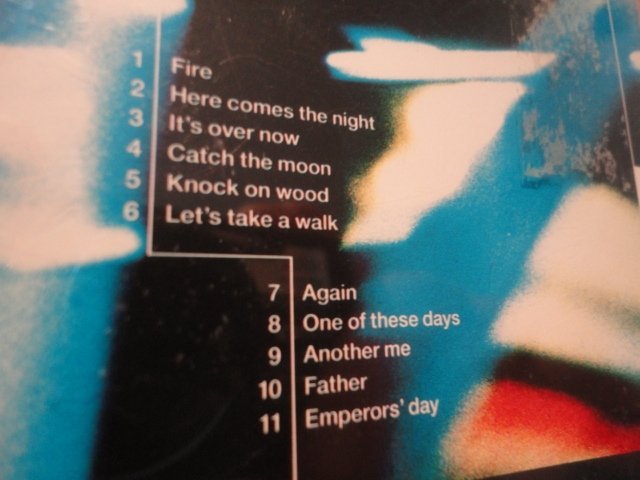 1 Fire
2 Here comes the night
3 It's over now
4 Catch the moon
5 Knock on wood
6 Let's take a walk
7 Again
8 One of these days
9 Another me
10 Father
11 Emperors' day